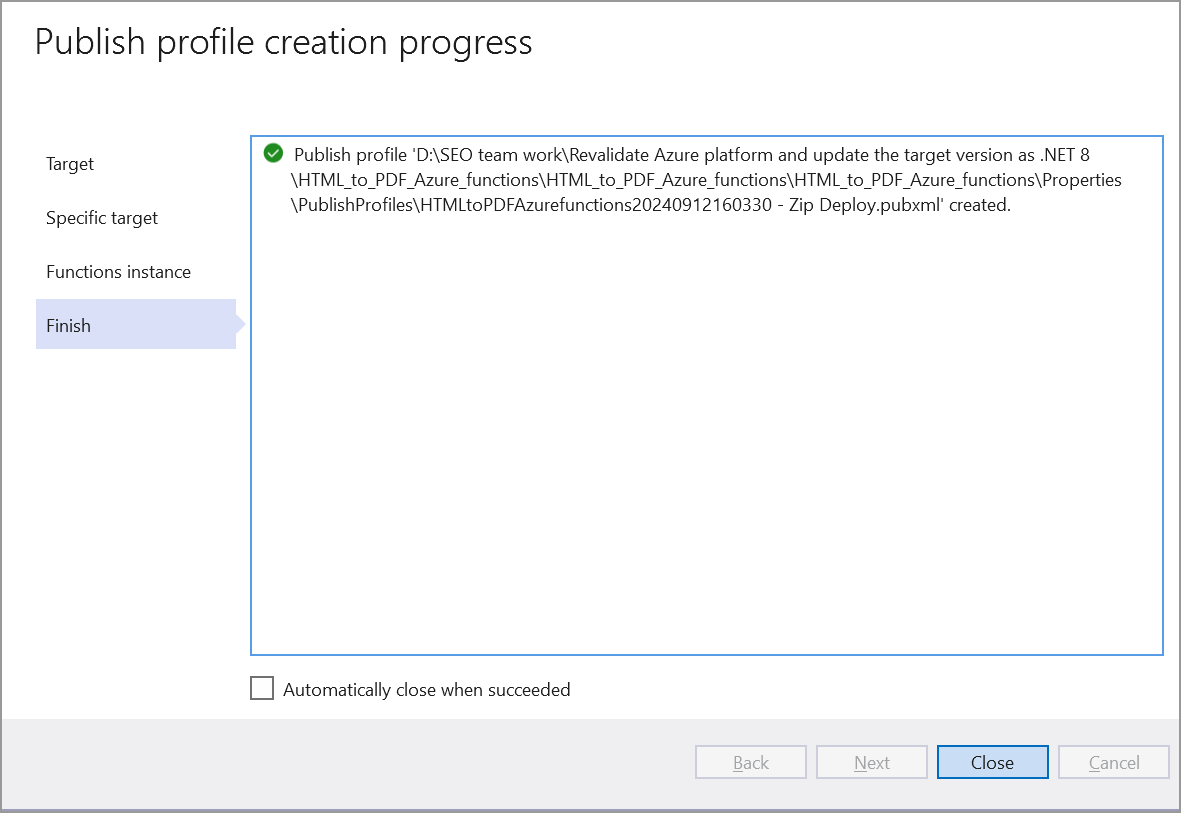 Publish profile creation progress
Target
Specific target
Functions instance
Finish
Publish profile 'D:\SEO team work\Revalidate Azure platform and update the target version as .NET 8
\HTML_to_PDF_Azure_functions\HTML_to_PDF_Azure_functions\HTML_to_PDF_Azure_functions\Properties
\PublishProfiles\HTMLtoPDFAzurefunctions20240912160330 - Zip Deploy.pubxml' created.
Automatically close when succeeded
Back
Next
Close
Cancel